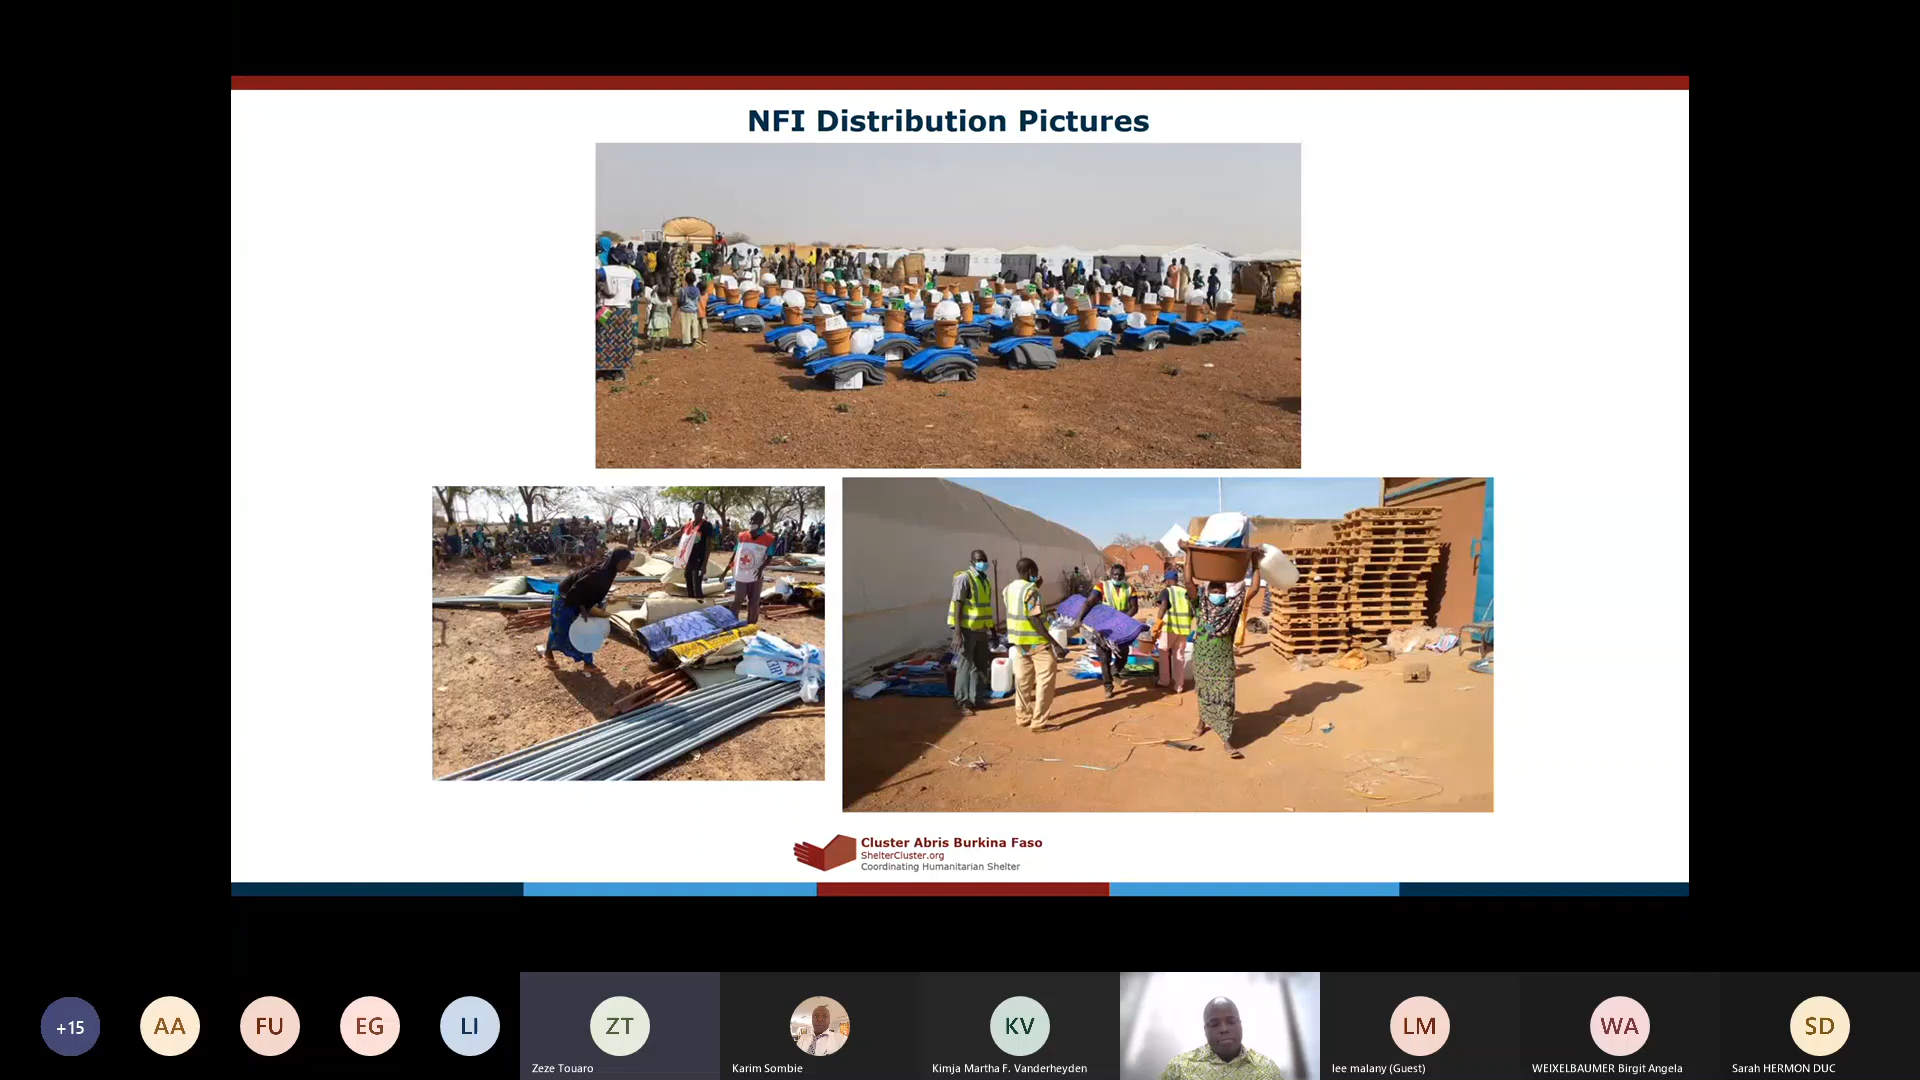 NFI Distribution Pictures
Cluster Abris Burkina Faso
ShelterCluster.org
Coordinating Humanitarian Shelter
+15
AA
FU
EG
LI
ZT
KV
LM
WA
SD
Zeze Touaro
Karim Sombie
Kimja Martha F. Vanderheyden
lee malany (Guest)
WEIXELBAUMER Birgit Angela
Sarah HERMON DUC